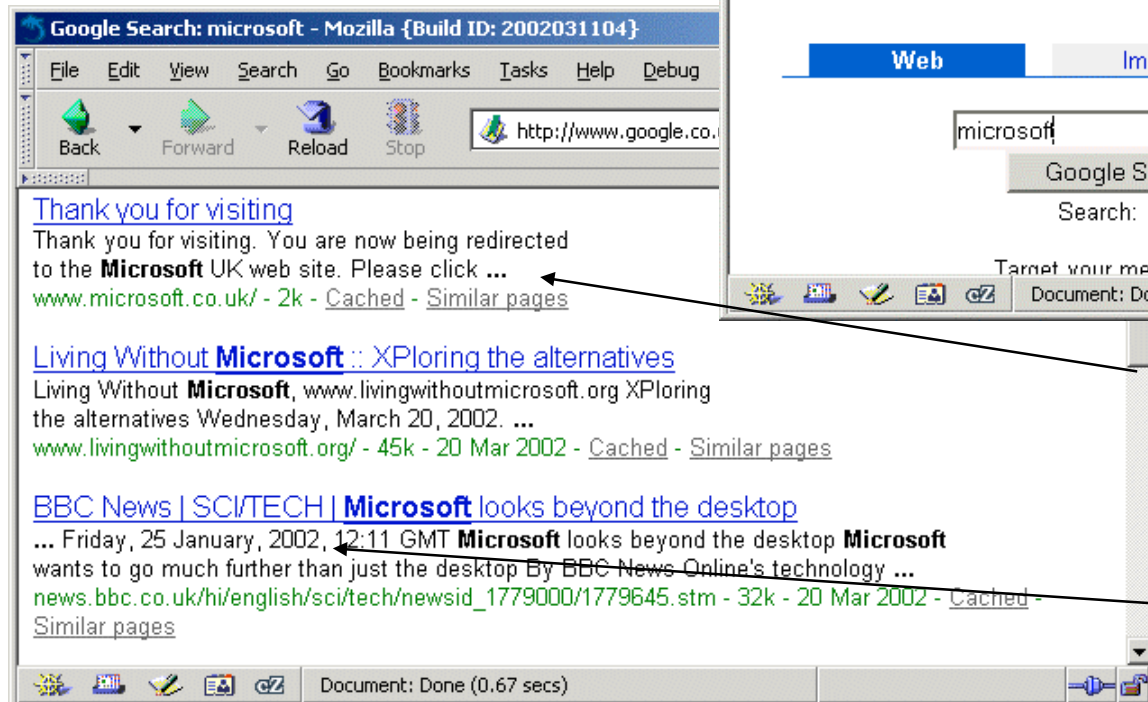 Google Search: microsoft - Mozilla {Build ID: 2002031104}
File Edit View Search Go Bookmarks Tasks Help Debug
Back Forward Reload Stop http://www.google.co.
Thank you for visiting
Thank you for visiting. You are now being redirected
to the Microsoft UK web site. Please click ...
www.microsoft.co.uk/ - 2k - Cached - Similar pages
Living Without Microsoft :: XPloring the alternatives
Living Without Microsoft, www.livingwithoutmicrosoft.org XPloring
the alternatives Wednesday, March 20, 2002. ...
www.livingwithoutmicrosoft.org/ - 45k - 20 Mar 2002 - Cached - Similar pages
BBC News | SCI/TECH | Microsoft looks beyond the desktop
... Friday, 25 January, 2002, 12:11 GMT Microsoft looks beyond the desktop Microsoft
wants to go much further than just the desktop By BBC News Online's technology ...
news.bbc.co.uk/hi/english/sci/tech/newsid_1779000/1779645.stm - 32k - 20 Mar 2002 - Cached -
Similar pages
Document: Done (0.67 secs)
Web Im
microsoft
Google S
Search:
Target your me
Document: Do